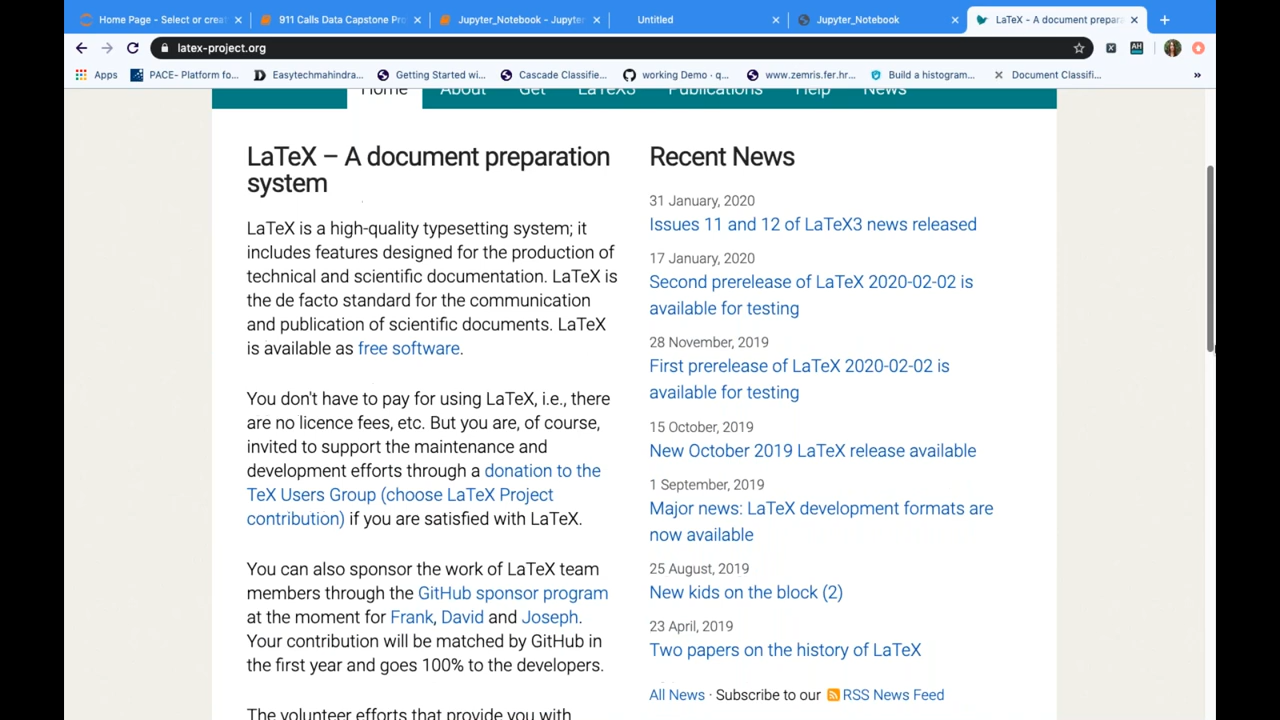 Home Page - Select or crea
911 Calls Data Capstone Pro
Jupyter_Notebook - Jupyte
Untitled
Jupyter_Notebook
LaTeX - A document prepara
latex-project.org
AH
Apps
PACE- Platform fo...
Easytechmahindra...
Getting Started wi...
Cascade Classifie...
working Demo · q...
www.zemris.fer.hr...
Build a histogram...
Document Classifi...
»
Home About Get LaTeX3 Publications Help News
LaTeX – A document preparation
system
LaTeX is a high-quality typesetting system; it
includes features designed for the production of
technical and scientific documentation. LaTeX is
the de facto standard for the communication
and publication of scientific documents. LaTeX
is available as free software.
You don't have to pay for using LaTeX, i.e., there
are no licence fees, etc. But you are, of course,
invited to support the maintenance and
development efforts through a donation to the
TeX Users Group (choose LaTeX Project
contribution) if you are satisfied with LaTeX.
You can also sponsor the work of LaTeX team
members through the GitHub sponsor program
at the moment for Frank, David and Joseph.
Your contribution will be matched by GitHub in
the first year and goes 100% to the developers.
The volunteer efforts that provide you with
Recent News
31 January, 2020
Issues 11 and 12 of LaTeX3 news released
17 January, 2020
Second prerelease of LaTeX 2020-02-02 is
available for testing
28 November, 2019
First prerelease of LaTeX 2020-02-02 is
available for testing
15 October, 2019
New October 2019 LaTeX release available
1 September, 2019
Major news: LaTeX development formats are
now available
25 August, 2019
New kids on the block (2)
23 April, 2019
Two papers on the history of LaTeX
All News · Subscribe to our RSS News Feed